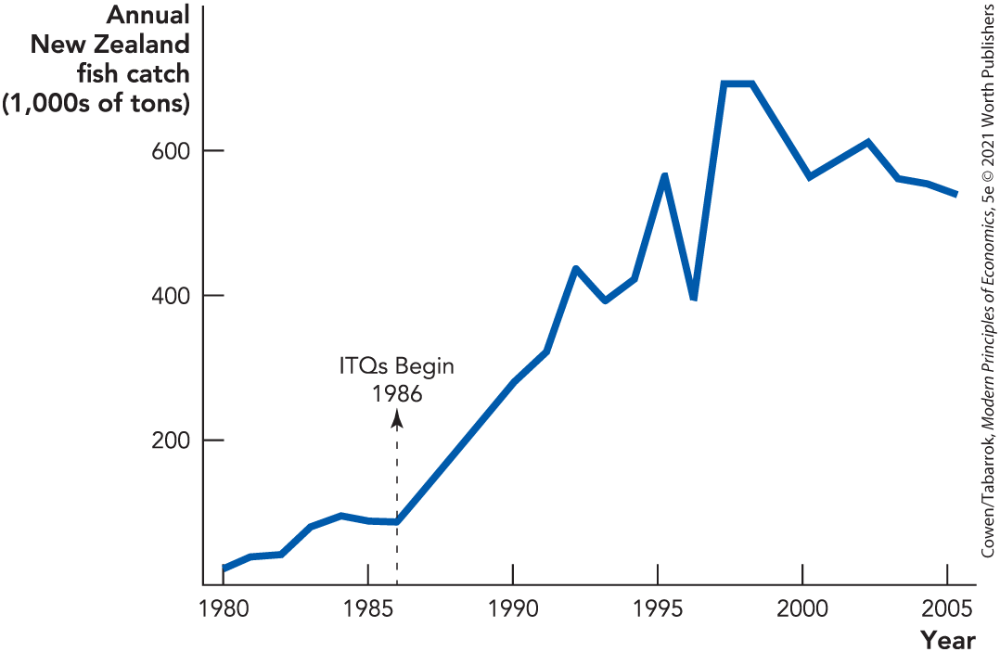 Annual
New Zealand
fish catch
(1,000s of tons)
600
400
200
ITQs Begin
1986
1980
1985
1990
1995
2000
2005
Year
Cowen/Tabarrok, Modern Principles of Economics, 5e © 2021 Worth Publishers